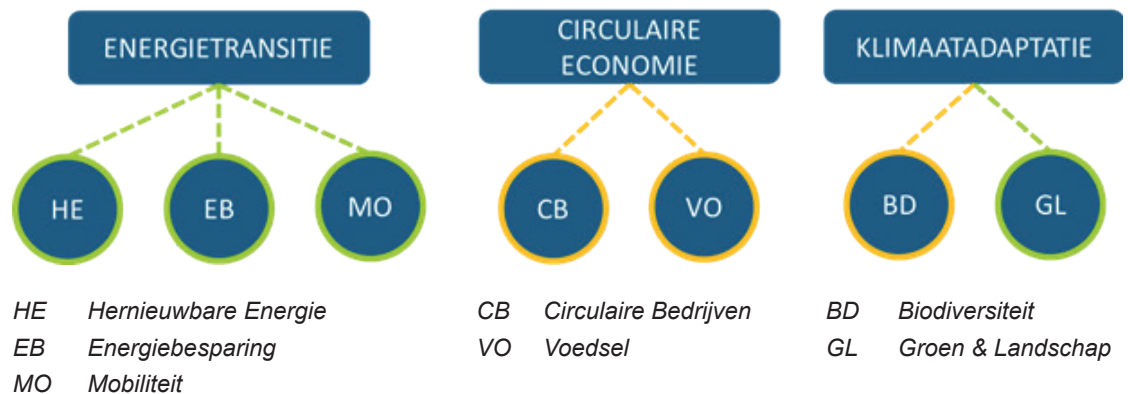 ENERGIETRANSITIE
CIRCULAIRE
ECONOMIE
KLIMAATADAPTATIE
HE
EB
MO
CB
VO
BD
GL
HE Hernieuwbare Energie
EB Energiebesparing
MO Mobiliteit
CB Circulaire Bedrijven
VO Voedsel
BD Biodiversiteit
GL Groen & Landschap